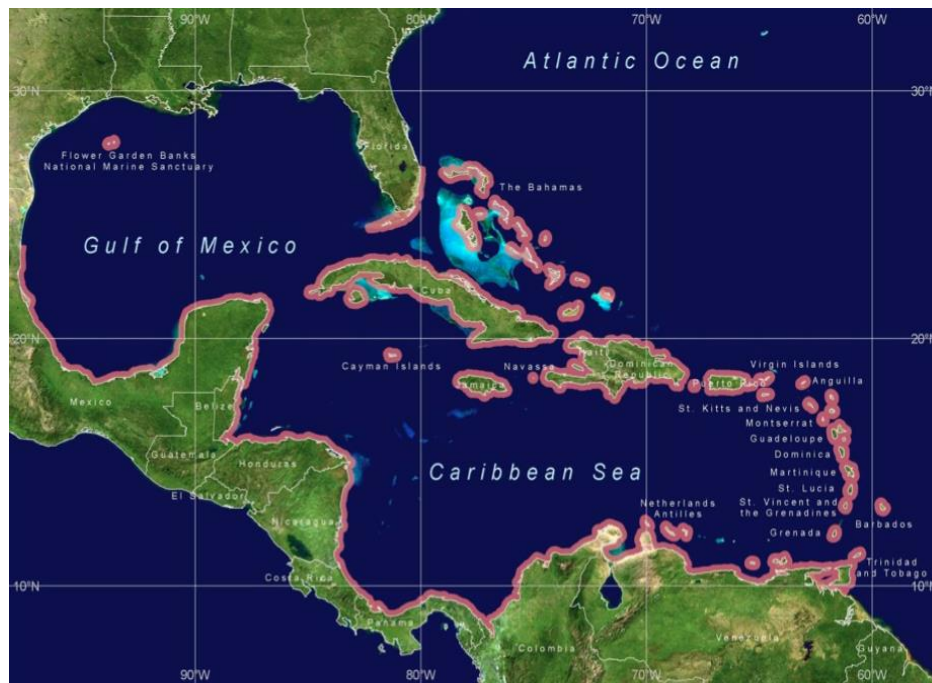 90°W
80°W
70°W
60°W
Atlantic Ocean
30°N
30°N
Florida
Flower Garden Banks
National Marine Sanctuary
The Bahamas
Gulf of Mexico
Cuba
20°N
20°N
Haiti
Cayman Islands
Navassa
Dominican
Republic
Virgin Islands
Jamaica
Puerto Rico
Anguilla
Mexico
Belize
St. Kitts and Nevis
Montserrat
Guadeloupe
Guatemala
Honduras
Caribbean Sea
Dominica
Martinique
El Salvador
St. Lucia
Netherlands
Antilles
St. Vincent and
the Grenadines
Nicaragua
Barbados
Grenada
Trinidad
and Tobago
Costa Rica
10°N
10°N
Panama
Colombia
Venezuela
Guyana
90°W
80°W
70°W
60°W